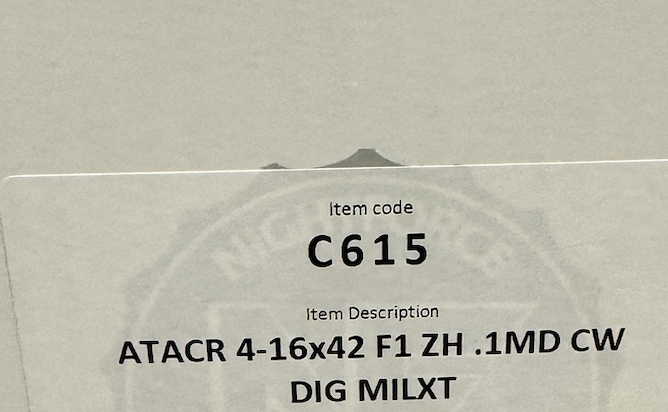 Item code
C615
Item Description
ATACR 4-16x42 F1 ZH .1MD CW
DIG MILXT